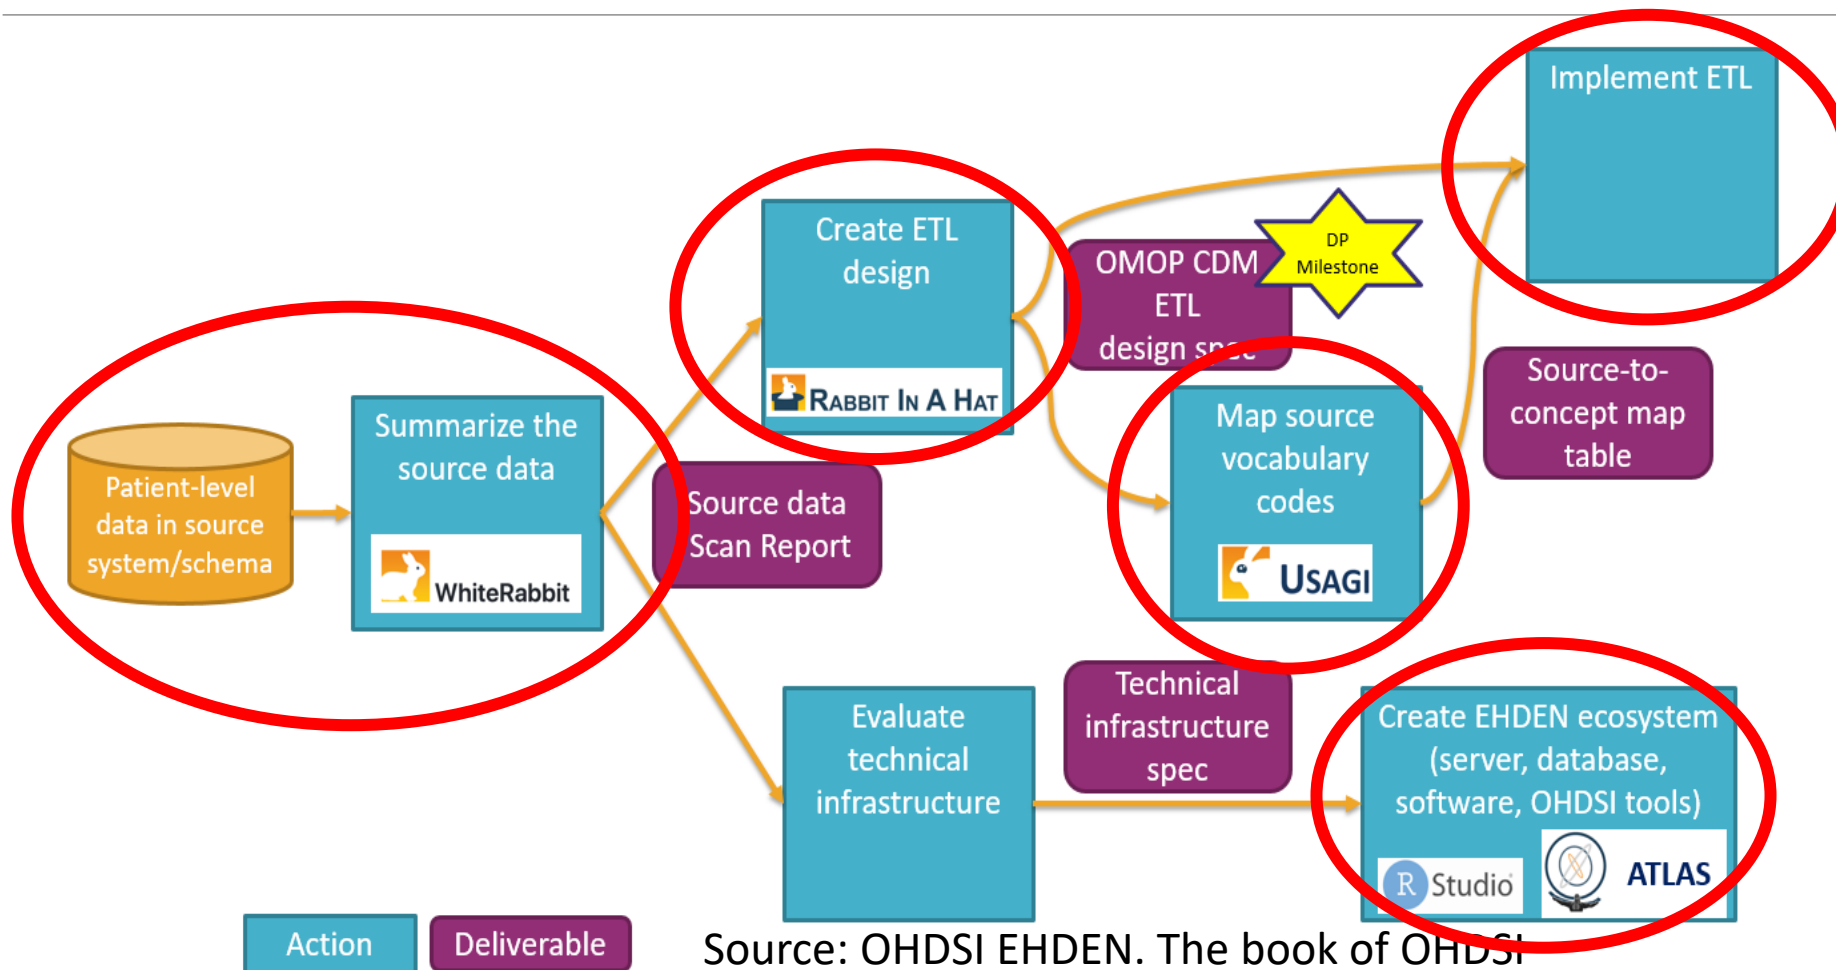 Implement ETL
Create ETL
design
RABBIT IN A HAT
OMOP CDM
ETL
design spec
DP
Milestone
Patient-level
data in source
system/schema
Summarize the
source data
WhiteRabbit
Source data
Scan Report
Map source
vocabulary
codes
USAGI
Source-to-
concept map
table
Evaluate
technical
infrastructure
Technical
infrastructure
spec
Create EHDEN ecosystem
(server, database,
software, OHDSI tools)
R Studio
ATLAS
Action
Deliverable
Source: OHDSI EHDEN. The book of OHDSI